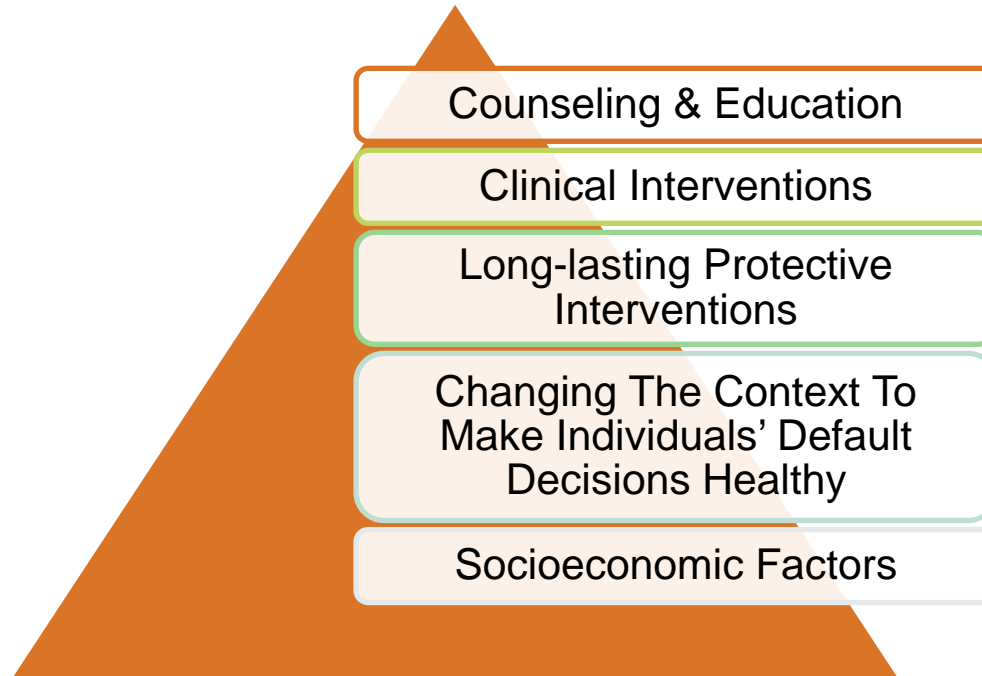 Counseling & Education
Clinical Interventions
Long-lasting Protective
Interventions
Changing The Context To
Make Individuals’ Default
Decisions Healthy
Socioeconomic Factors